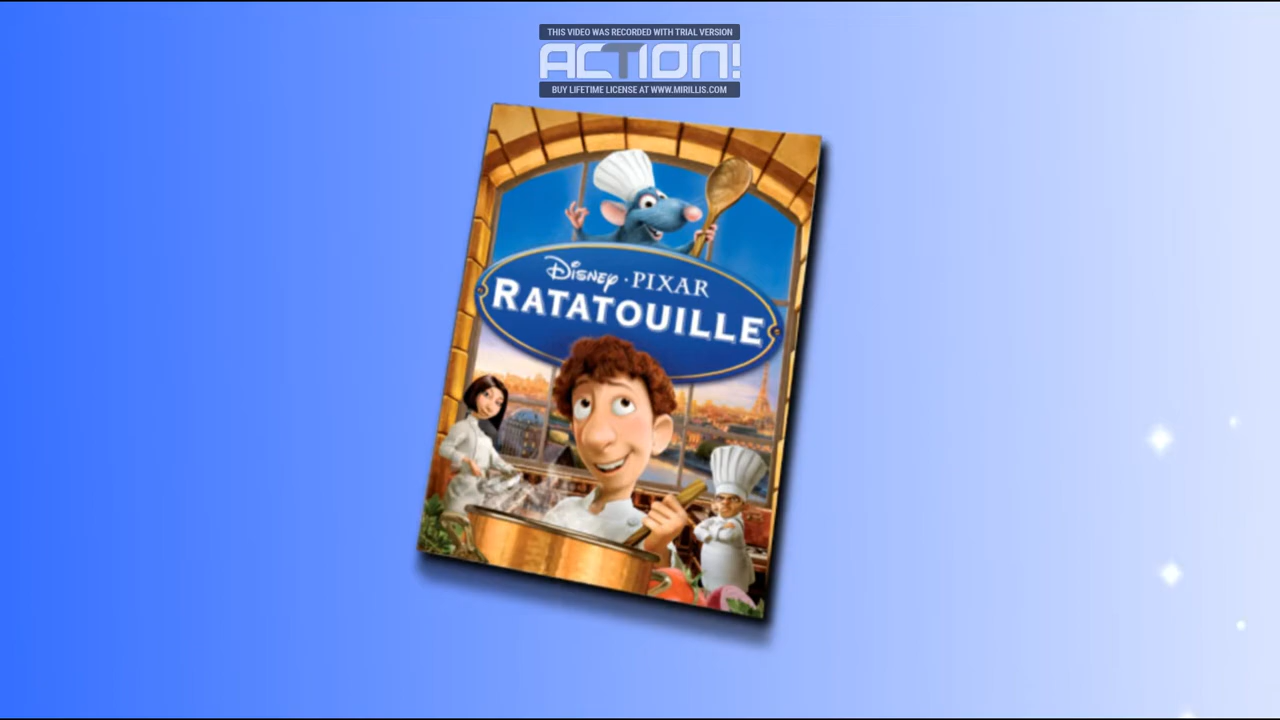 THIS VIDEO WAS RECORDED WITH TRIAL VERSION
ACTION!
BUY LIFETIME LICENSE AT WWW.MIRILLIS.COM
DISNEY · PIXAR
RATATOUILLE